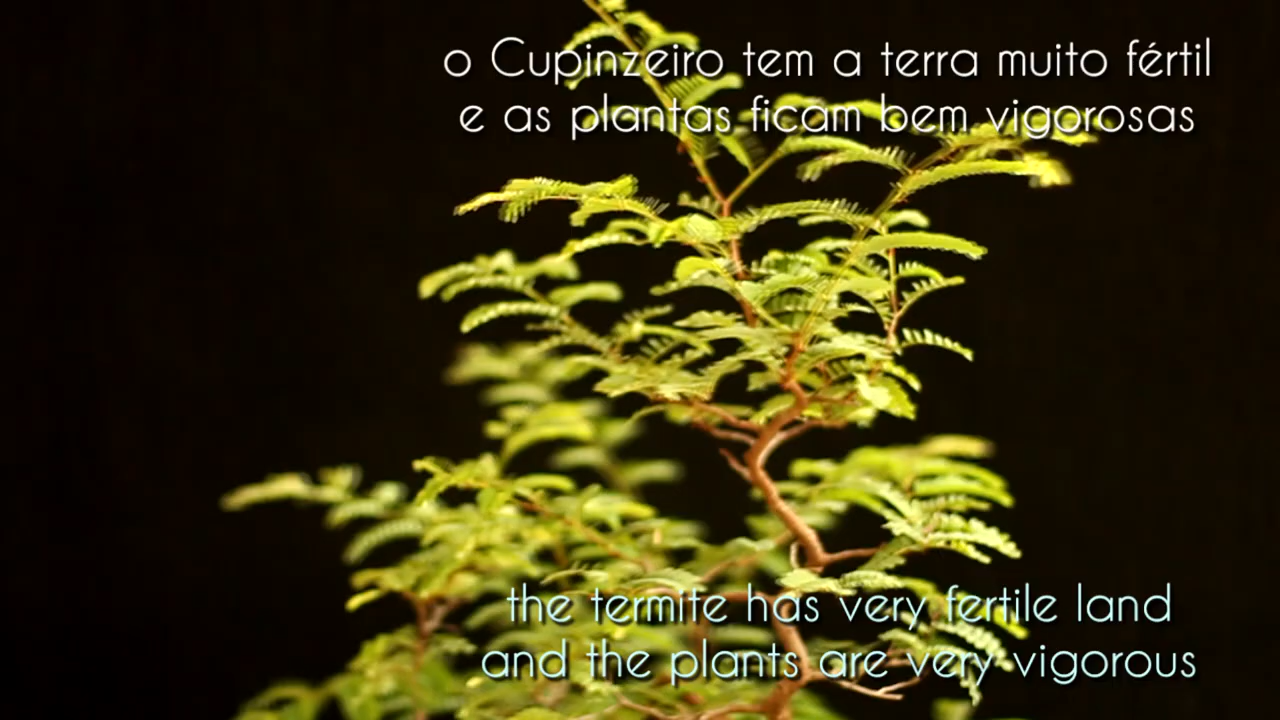 o Cupinzeiro tem a terra muito fértil
e as plantas ficam bem vigorosas
the termite has very fertile land
and the plants are very vigorous